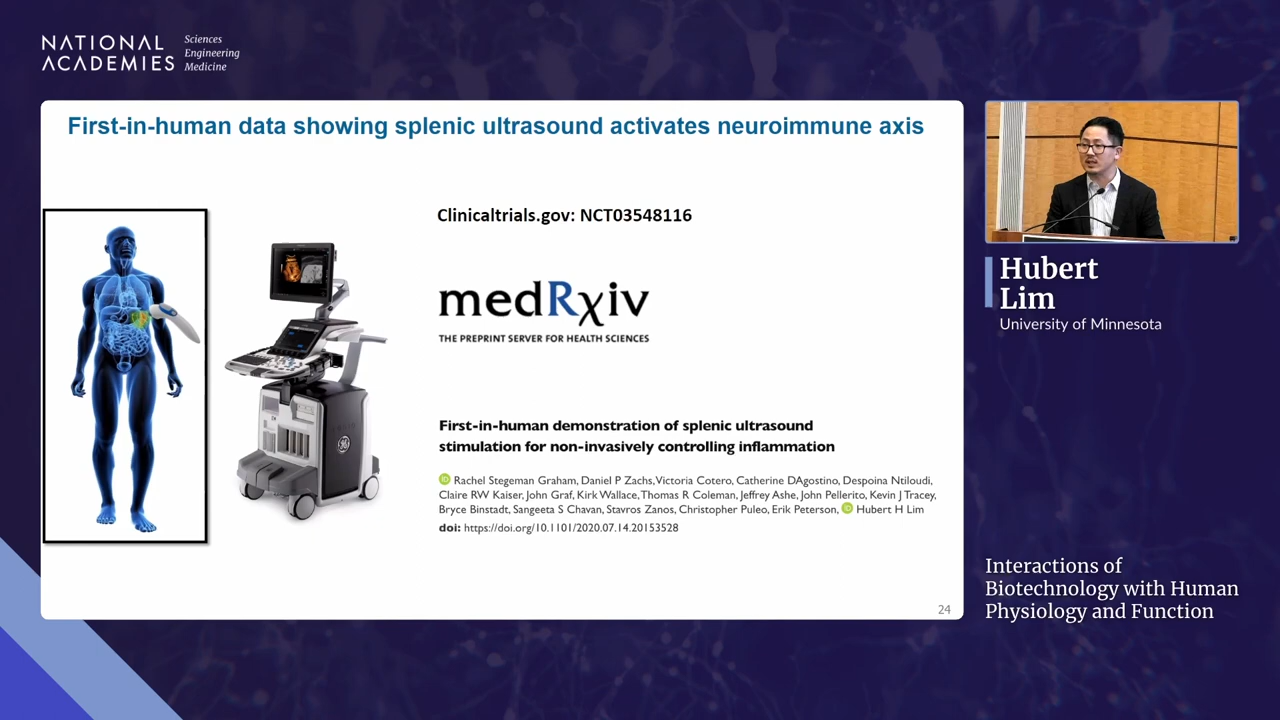 NATIONAL
ACADEMIES
Sciences
Engineering
Medicine
First-in-human data showing splenic ultrasound activates neuroimmune axis
Clinicaltrials.gov: NCT03548116
medRχiv
THE PREPRINT SERVER FOR HEALTH SCIENCES
First-in-human demonstration of splenic ultrasound
stimulation for non-invasively controlling inflammation
iD Rachel Stegeman Graham, Daniel P Zachs, Victoria Cotero, Catherine DAgostino, Despoina Ntiloudi,
Claire RW Kaiser, John Graf, Kirk Wallace, Thomas R Coleman, Jeffrey Ashe, John Pellerito, Kevin J Tracey,
Bryce Binstadt, Sangeeta S Chavan, Stavros Zanos, Christopher Puleo, Erik Peterson, iD Hubert H Lim
doi: https://doi.org/10.1101/2020.07.14.20153528
24
Hubert
Lim
University of Minnesota
Interactions of
Biotechnology with Human
Physiology and Function